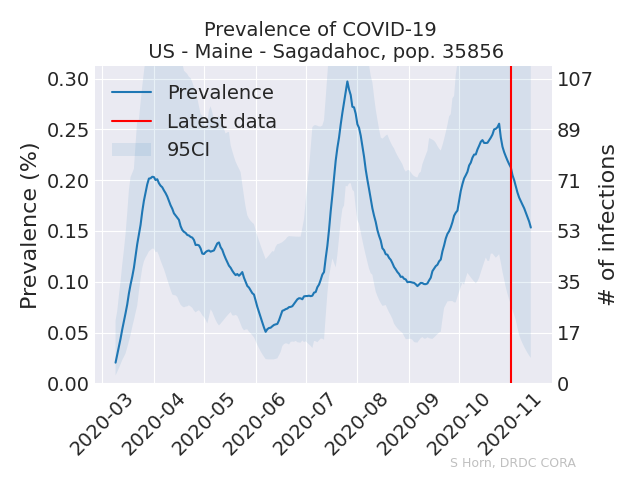 Prevalence of COVID-19
US - Maine - Sagadahoc, pop. 35856
Prevalence
Latest data
95CI
Prevalence (%)
0.30
0.25
0.20
0.15
0.10
0.05
0.00
107
89
71
53
35
17
0
# of infections
2020-03
2020-04
2020-05
2020-06
2020-07
2020-08
2020-09
2020-10
2020-11
S Horn, DRDC CORA